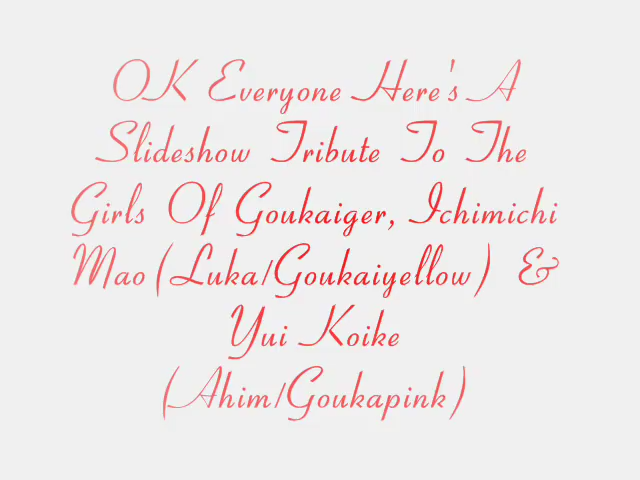 OK Everyone Here's A
Slideshow Tribute To The
Girls Of Goukaiger, Ichimichi
Mao(Luka/Goukaiyellow) &
Yui Koike
(Ahim/Goukapink)